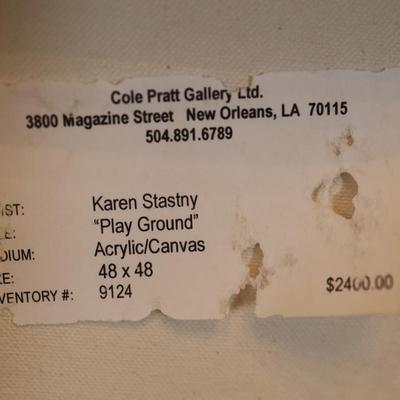 Cole Pratt Gallery Ltd.
3800 Magazine Street New Orleans, LA 70115
504.891.6789
IST: Karen Stastny
E: "Play Ground"
DIUM: Acrylic/Canvas
E: 48 x 48
VENTORY #: 9124 $2400.00